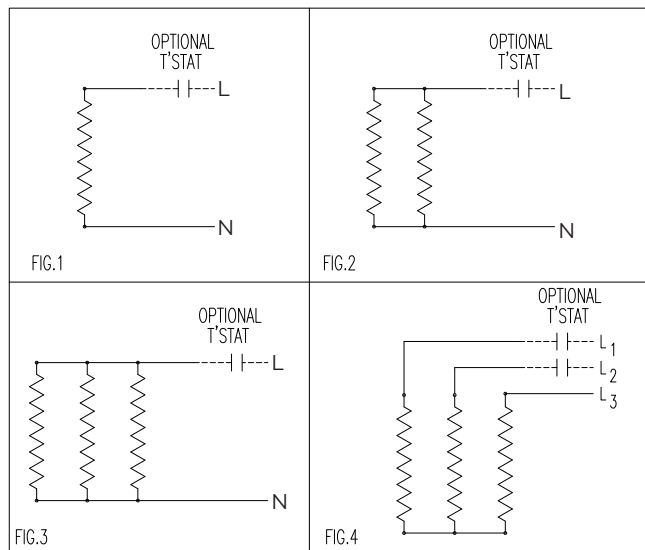 OPTIONAL
T'STAT
L
N
FIG.1
OPTIONAL
T'STAT
L
N
FIG.2
OPTIONAL
T'STAT
L
N
FIG.3
OPTIONAL
T'STAT
L1
L2
L3
FIG.4